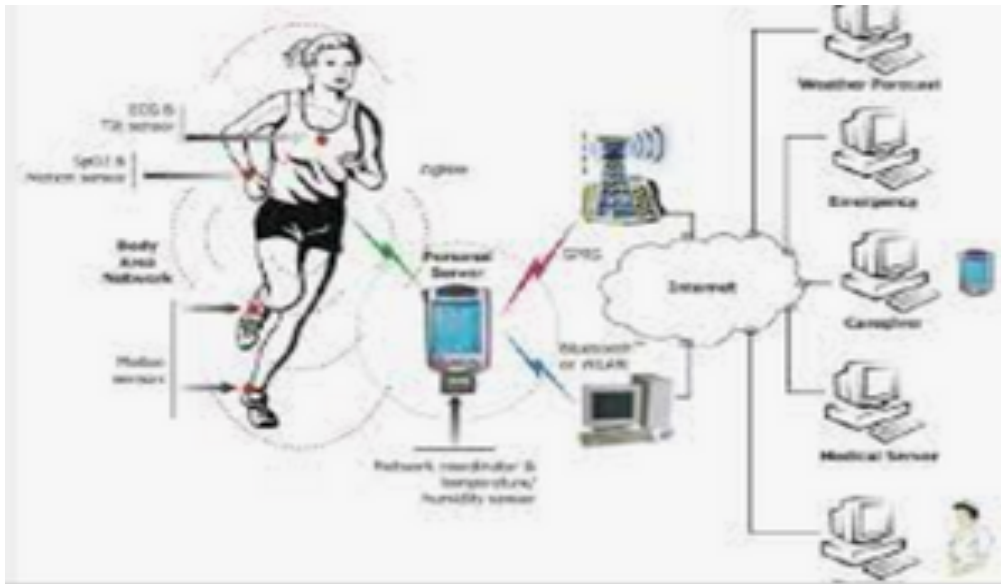 ECG &
Tilt sensor
SpO2 &
Motion sensor
Body
Area
Network
Motion
sensors
ZigBee
Personal
Server
GPRS
Bluetooth
or WLAN
Network coordinator &
temperature/
humidity sensor
Internet
Weather Forecast
Emergency
Caregiver
Medical Server